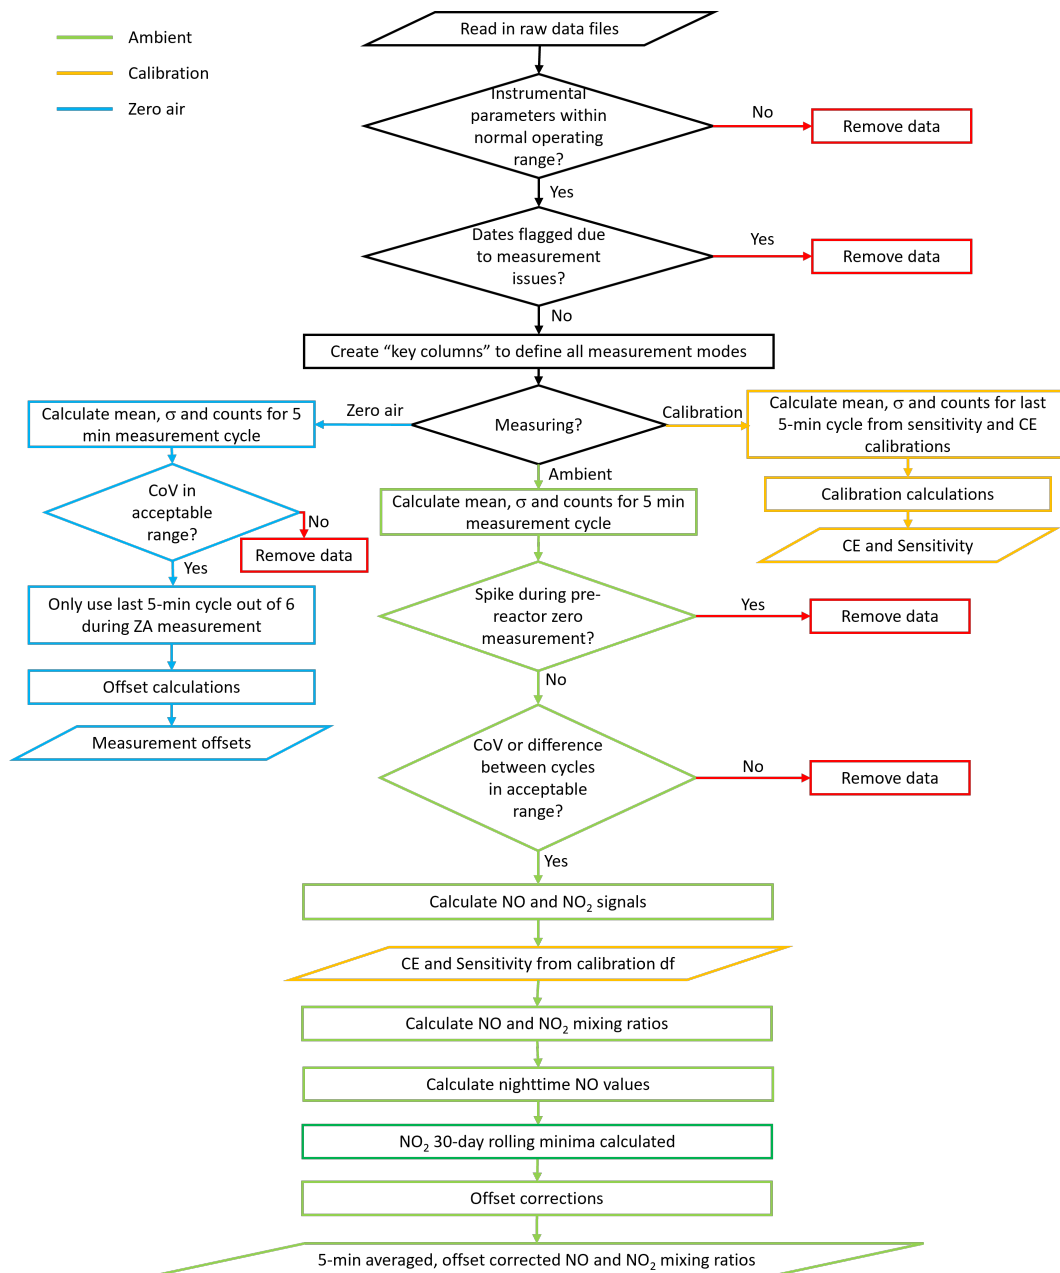 Ambient
Calibration
Zero air
Read in raw data files
Instrumental
parameters within
normal operating
range?
No
Remove data
Yes
Dates flagged due
to measurement
issues?
Yes
Remove data
No
Create “key columns” to define all measurement modes
Measuring?
Zero air
Calibration
Ambient
Calculate mean, σ and counts for 5
min measurement cycle
CoV in
acceptable
range?
No
Remove data
Yes
Only use last 5-min cycle out of 6
during ZA measurement
Offset calculations
Measurement offsets
Calculate mean, σ and counts for last
5-min cycle from sensitivity and CE
calibrations
Calibration calculations
CE and Sensitivity
Calculate mean, σ and counts for 5 min
measurement cycle
Spike during pre-
reactor zero
measurement?
Yes
Remove data
No
CoV or difference
between cycles
in acceptable
range?
No
Remove data
Yes
Calculate NO and NO₂ signals
CE and Sensitivity from calibration df
Calculate NO and NO₂ mixing ratios
Calculate nighttime NO values
NO₂ 30-day rolling minima calculated
Offset corrections
5-min averaged, offset corrected NO and NO₂ mixing ratios